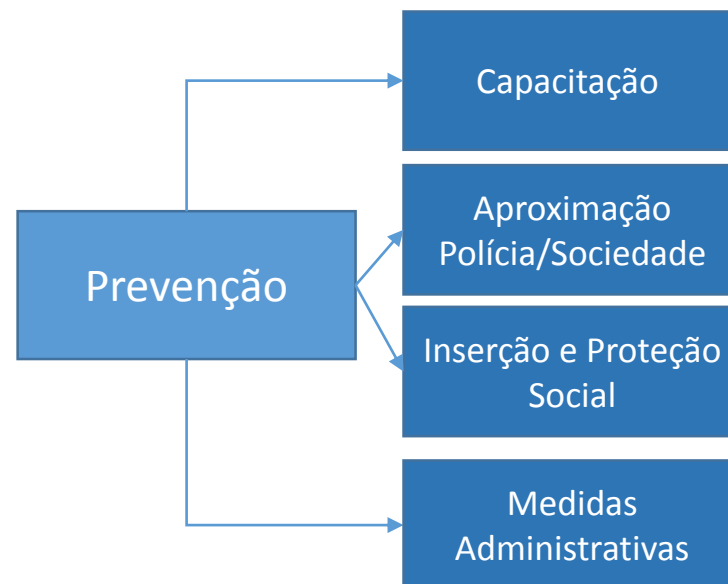 Capacitação
Prevenção
Aproximação
Polícia/Sociedade
Inserção e Proteção
Social
Medidas
Administrativas